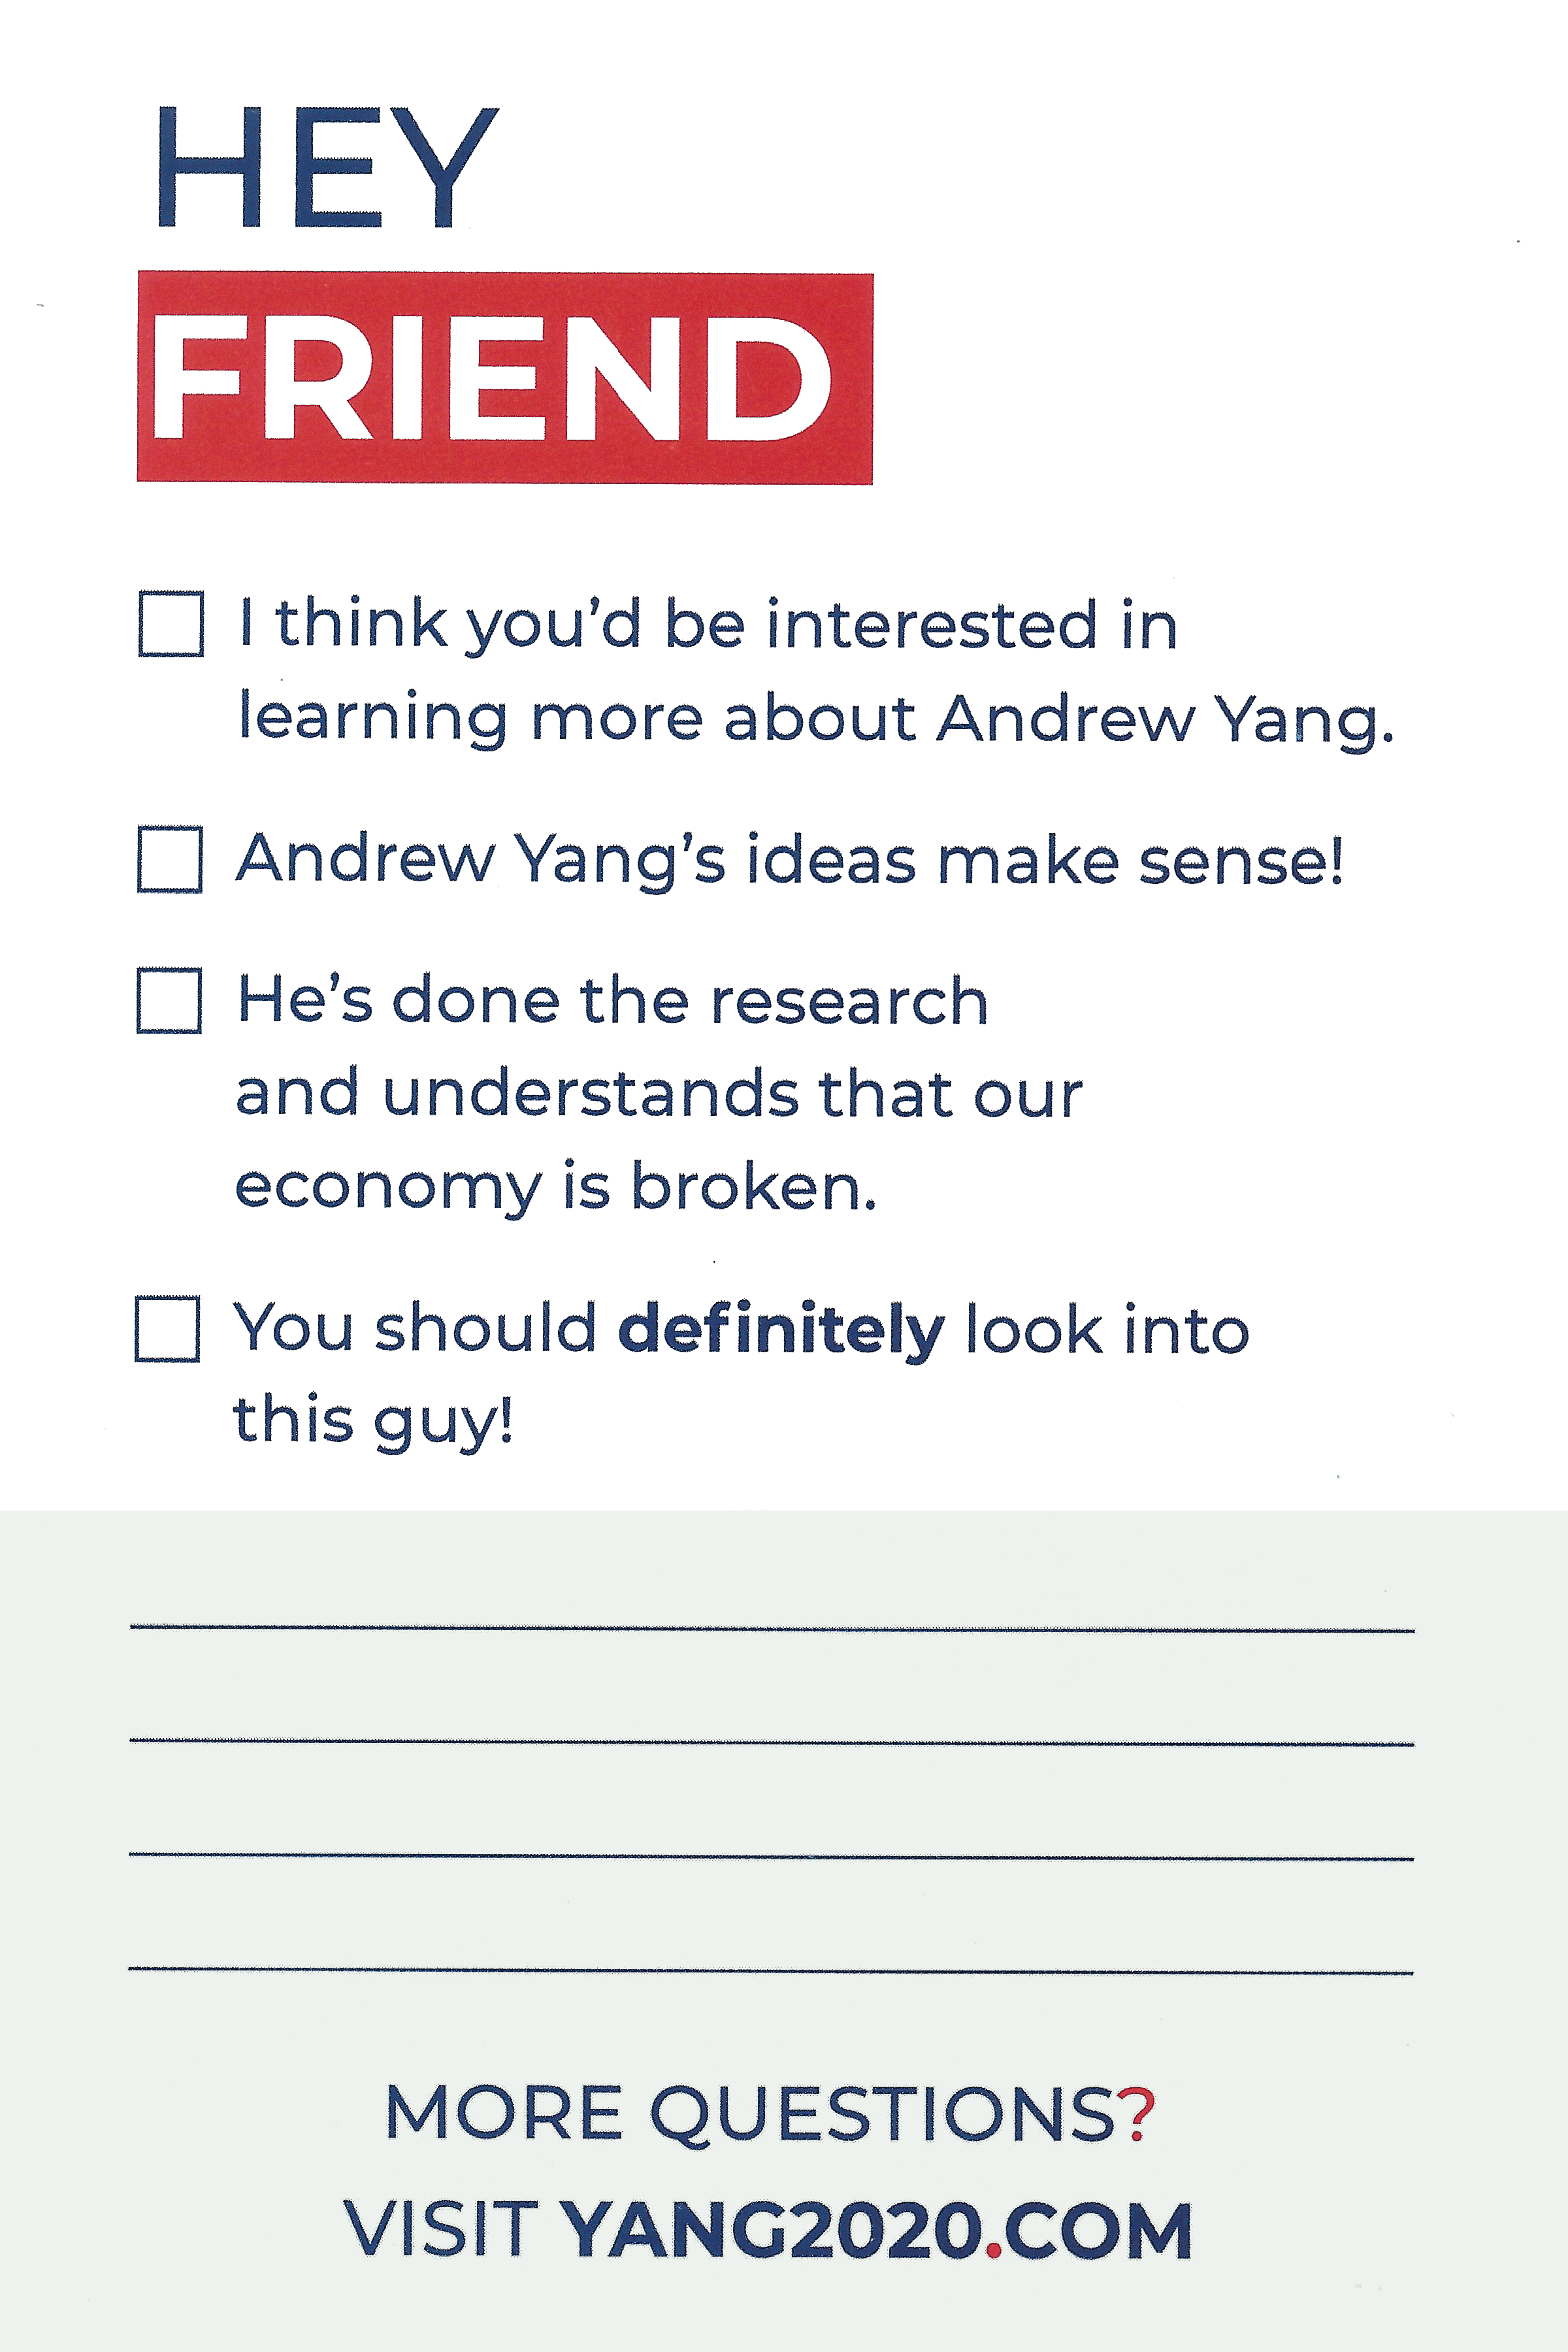 HEY
FRIEND
I think you’d be interested in
learning more about Andrew Yang.
Andrew Yang’s ideas make sense!
He’s done the research
and understands that our
economy is broken.
You should definitely look into
this guy!
MORE QUESTIONS?
VISIT YANG2020.COM